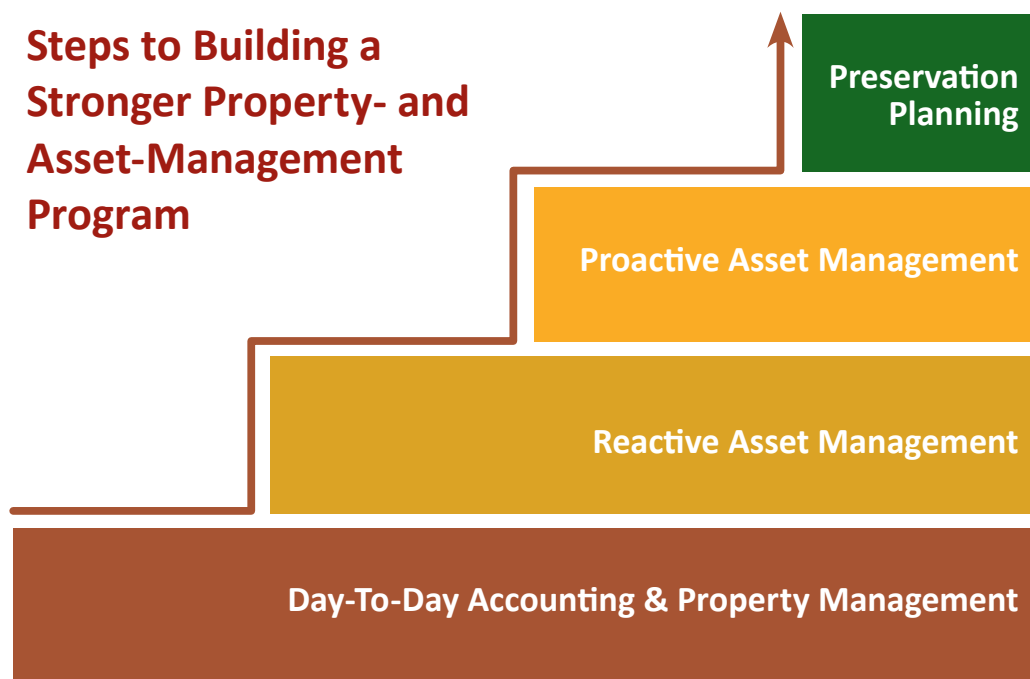 Steps to Building a
Stronger Property- and
Asset-Management
Program
Preservation
Planning
Proactive Asset Management
Reactive Asset Management
Day-To-Day Accounting & Property Management